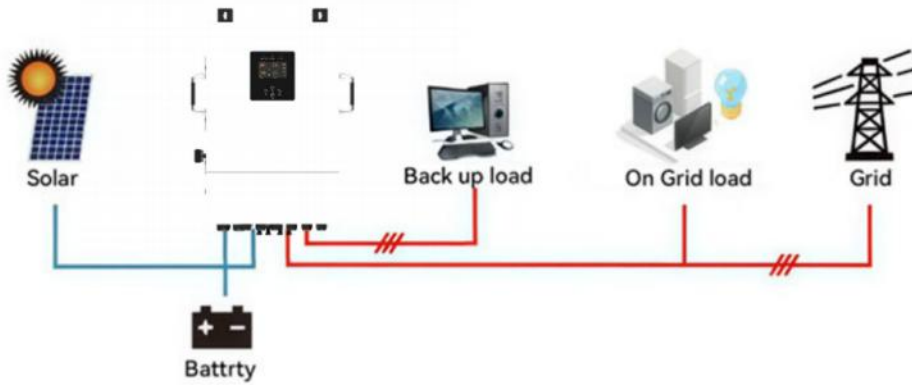 Solar
Back up load
On Grid load
Grid
Battrty